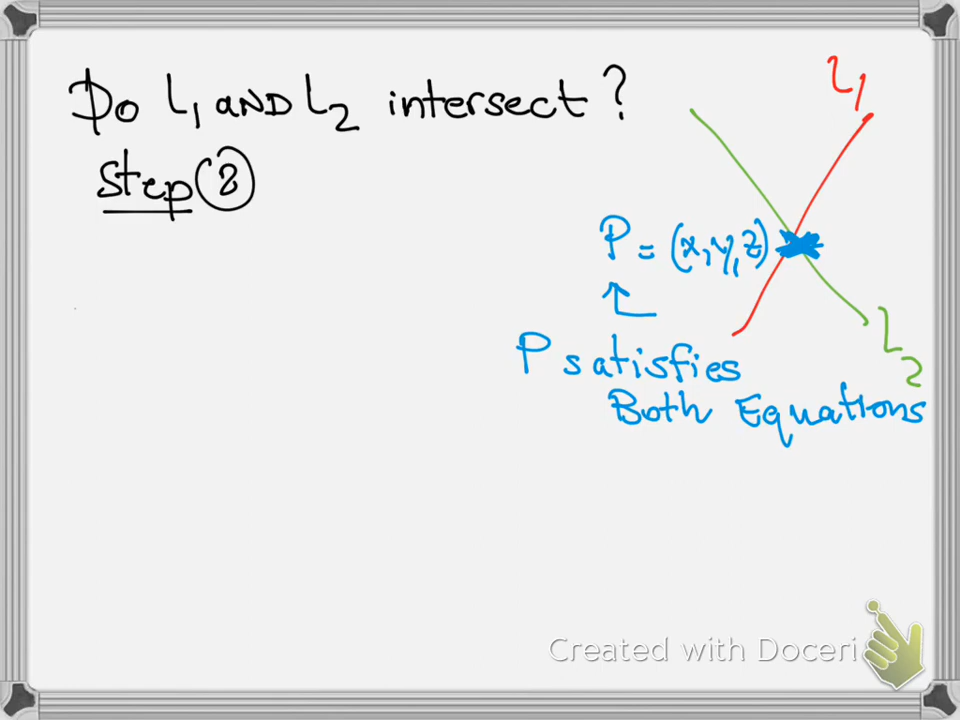 Do L1 AND L2 intersect?
Step 2
L1
P = (x, y, z)
L2
P satisfies
Both Equations
Created with Doceri